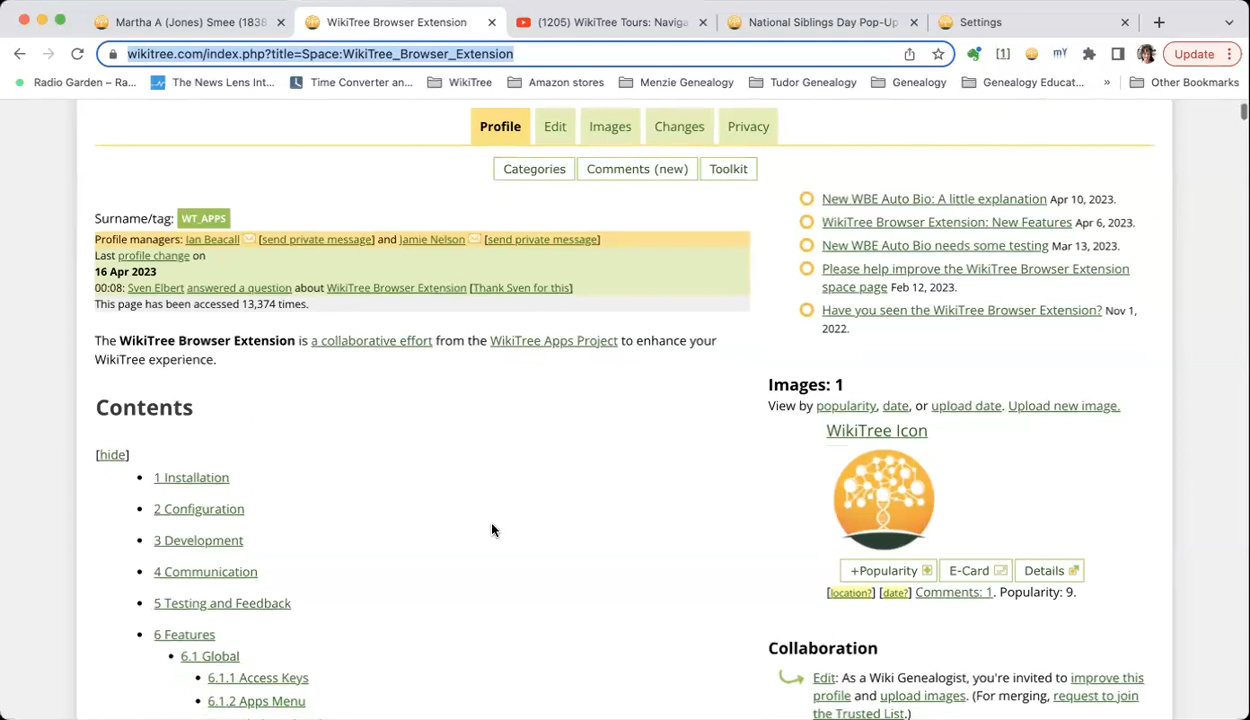 Martha A (Jones) Smee (1838
WikiTree Browser Extension
(1205) WikiTree Tours: Naviga
National Siblings Day Pop-Up
Settings
wikitree.com/index.php?title=Space:WikiTree_Browser_Extension
[1]
mY
Update
Radio Garden – Ra...
The News Lens Int...
Time Converter an...
WikiTree
Amazon stores
Menzie Genealogy
Tudor Genealogy
Genealogy
Genealogy Educat...
»
Other Bookmarks
Profile
Edit
Images
Changes
Privacy
Categories
Comments (new)
Toolkit
Surname/tag: WT_APPS
Profile managers: Ian Beacall [send private message] and Jamie Nelson [send private message]
Last profile change on
16 Apr 2023
00:08: Sven Elbert answered a question about WikiTree Browser Extension [Thank Sven for this]
This page has been accessed 13,374 times.
The WikiTree Browser Extension is a collaborative effort from the WikiTree Apps Project to enhance your
WikiTree experience.
Contents
[hide]
1 Installation
2 Configuration
3 Development
4 Communication
5 Testing and Feedback
6 Features
6.1 Global
6.1.1 Access Keys
6.1.2 Apps Menu
New WBE Auto Bio: A little explanation Apr 10, 2023.
WikiTree Browser Extension: New Features Apr 6, 2023.
New WBE Auto Bio needs some testing Mar 13, 2023.
Please help improve the WikiTree Browser Extension
space page Feb 12, 2023.
Have you seen the WikiTree Browser Extension? Nov 1,
2022.
Images: 1
View by popularity, date, or upload date. Upload new image.
WikiTree Icon
+Popularity
E-Card
Details
[location?] [date?] Comments: 1. Popularity: 9.
Collaboration
Edit: As a Wiki Genealogist, you're invited to improve this
profile and upload images. (For merging, request to join
the Trusted List.)